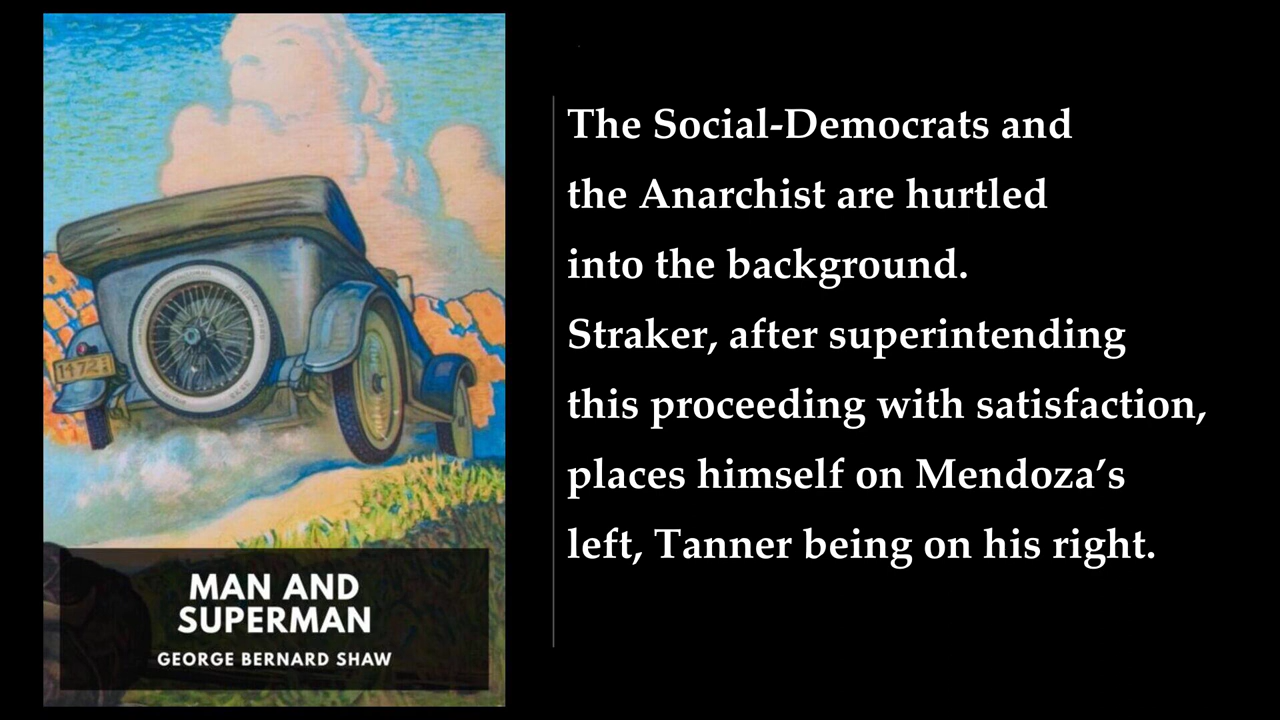 The Social-Democrats and
the Anarchist are hurtled
into the background.
Straker, after superintending
this proceeding with satisfaction,
places himself on Mendoza’s
left, Tanner being on his right.
1472
MAN AND
SUPERMAN
GEORGE BERNARD SHAW